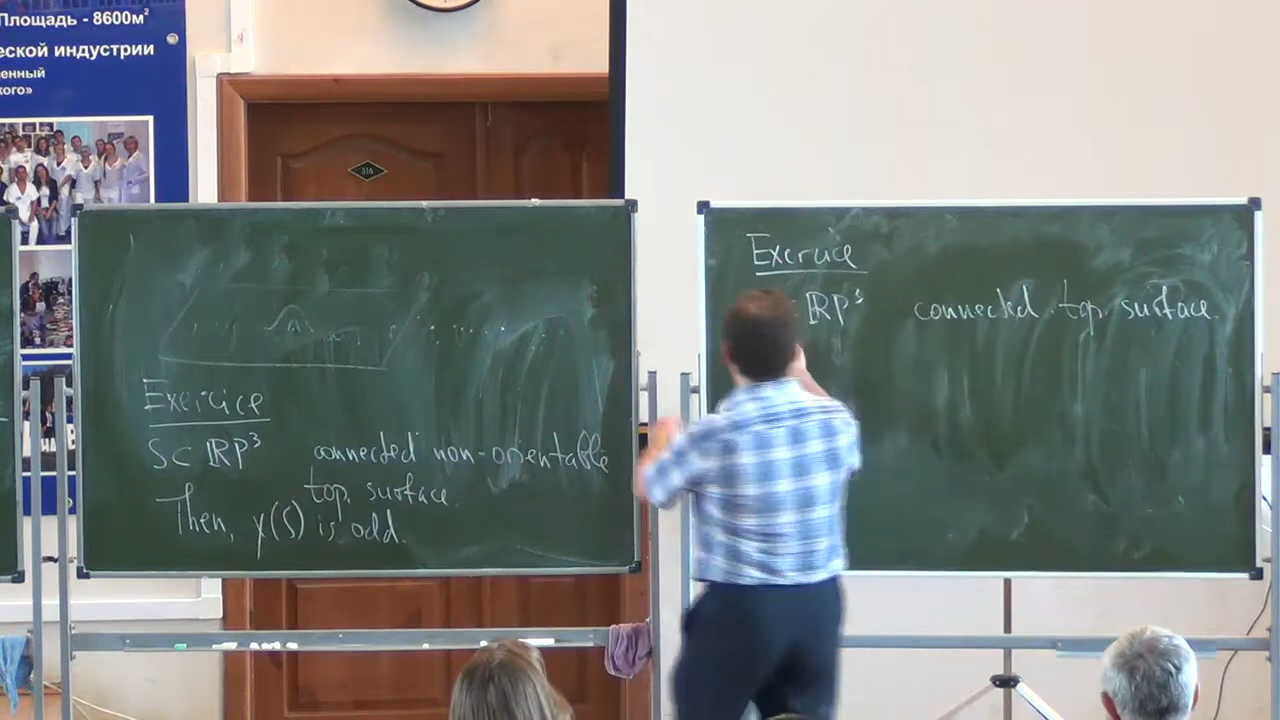 Площадь - 8600м²
еской индустрии
енный
кого»
316
Exercice
S ⊂ ℝP³ connected non-orientable
top. surface.
Then, χ(S) is odd.
Exercice
ℝP³ connected top. surface.